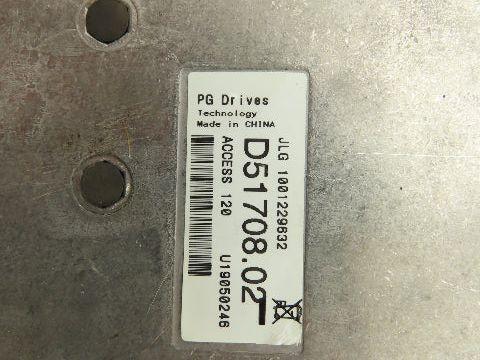 PG Drives
Technology
Made in CHINA
JLG 1001229632
D51708.02
ACCESS 120
U19050246